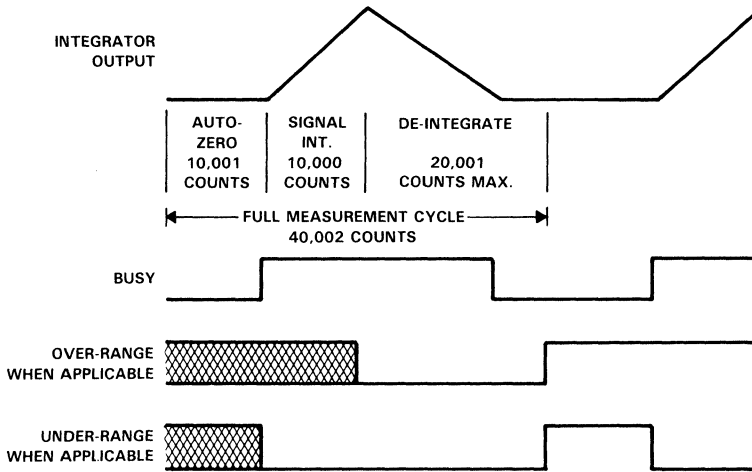 INTEGRATOR
OUTPUT
AUTO-
ZERO
10,001
COUNTS
SIGNAL
INT.
10,000
COUNTS
DE-INTEGRATE
20,001
COUNTS MAX.
FULL MEASUREMENT CYCLE
40,002 COUNTS
BUSY
OVER-RANGE
WHEN APPLICABLE
UNDER-RANGE
WHEN APPLICABLE